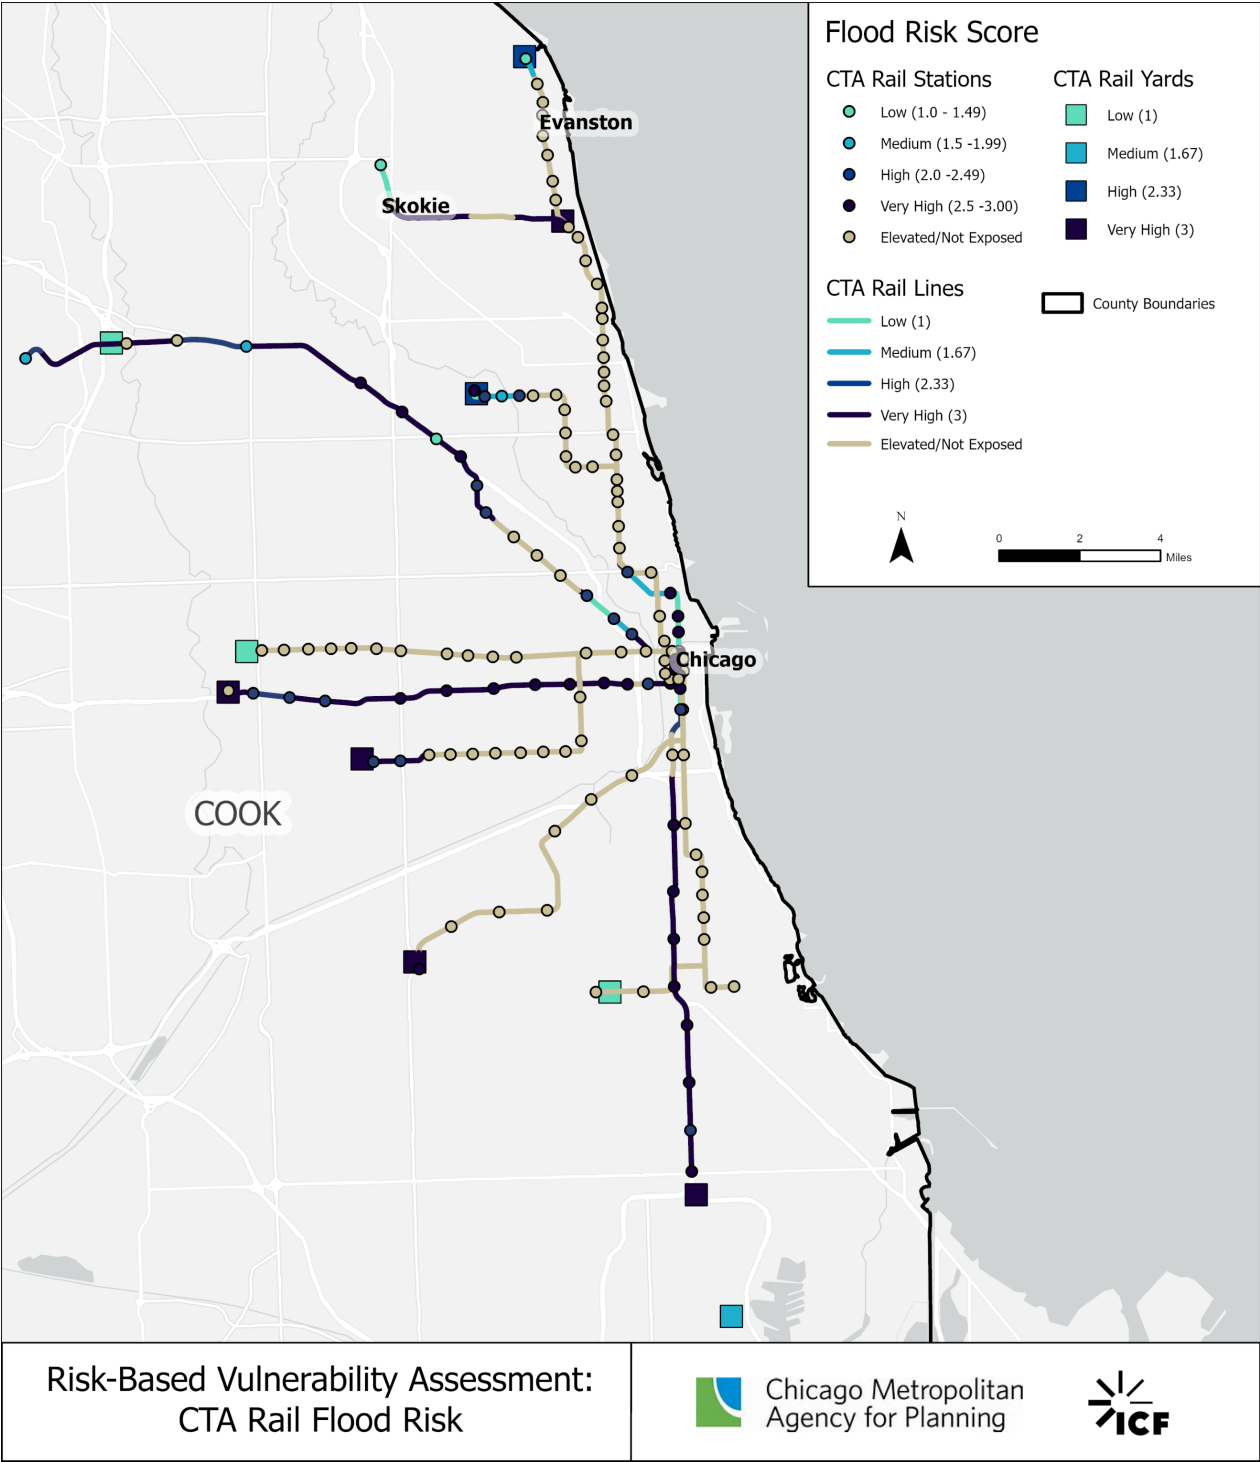 Flood Risk Score
CTA Rail Stations
Low (1.0 - 1.49)
Medium (1.5 -1.99)
High (2.0 -2.49)
Very High (2.5 -3.00)
Elevated/Not Exposed
CTA Rail Yards
Low (1)
Medium (1.67)
High (2.33)
Very High (3)
CTA Rail Lines
Low (1)
Medium (1.67)
High (2.33)
Very High (3)
Elevated/Not Exposed
County Boundaries
N
0 2 4
Miles
Evanston
Skokie
Chicago
COOK
Risk-Based Vulnerability Assessment:
CTA Rail Flood Risk
Chicago Metropolitan
Agency for Planning
ICF